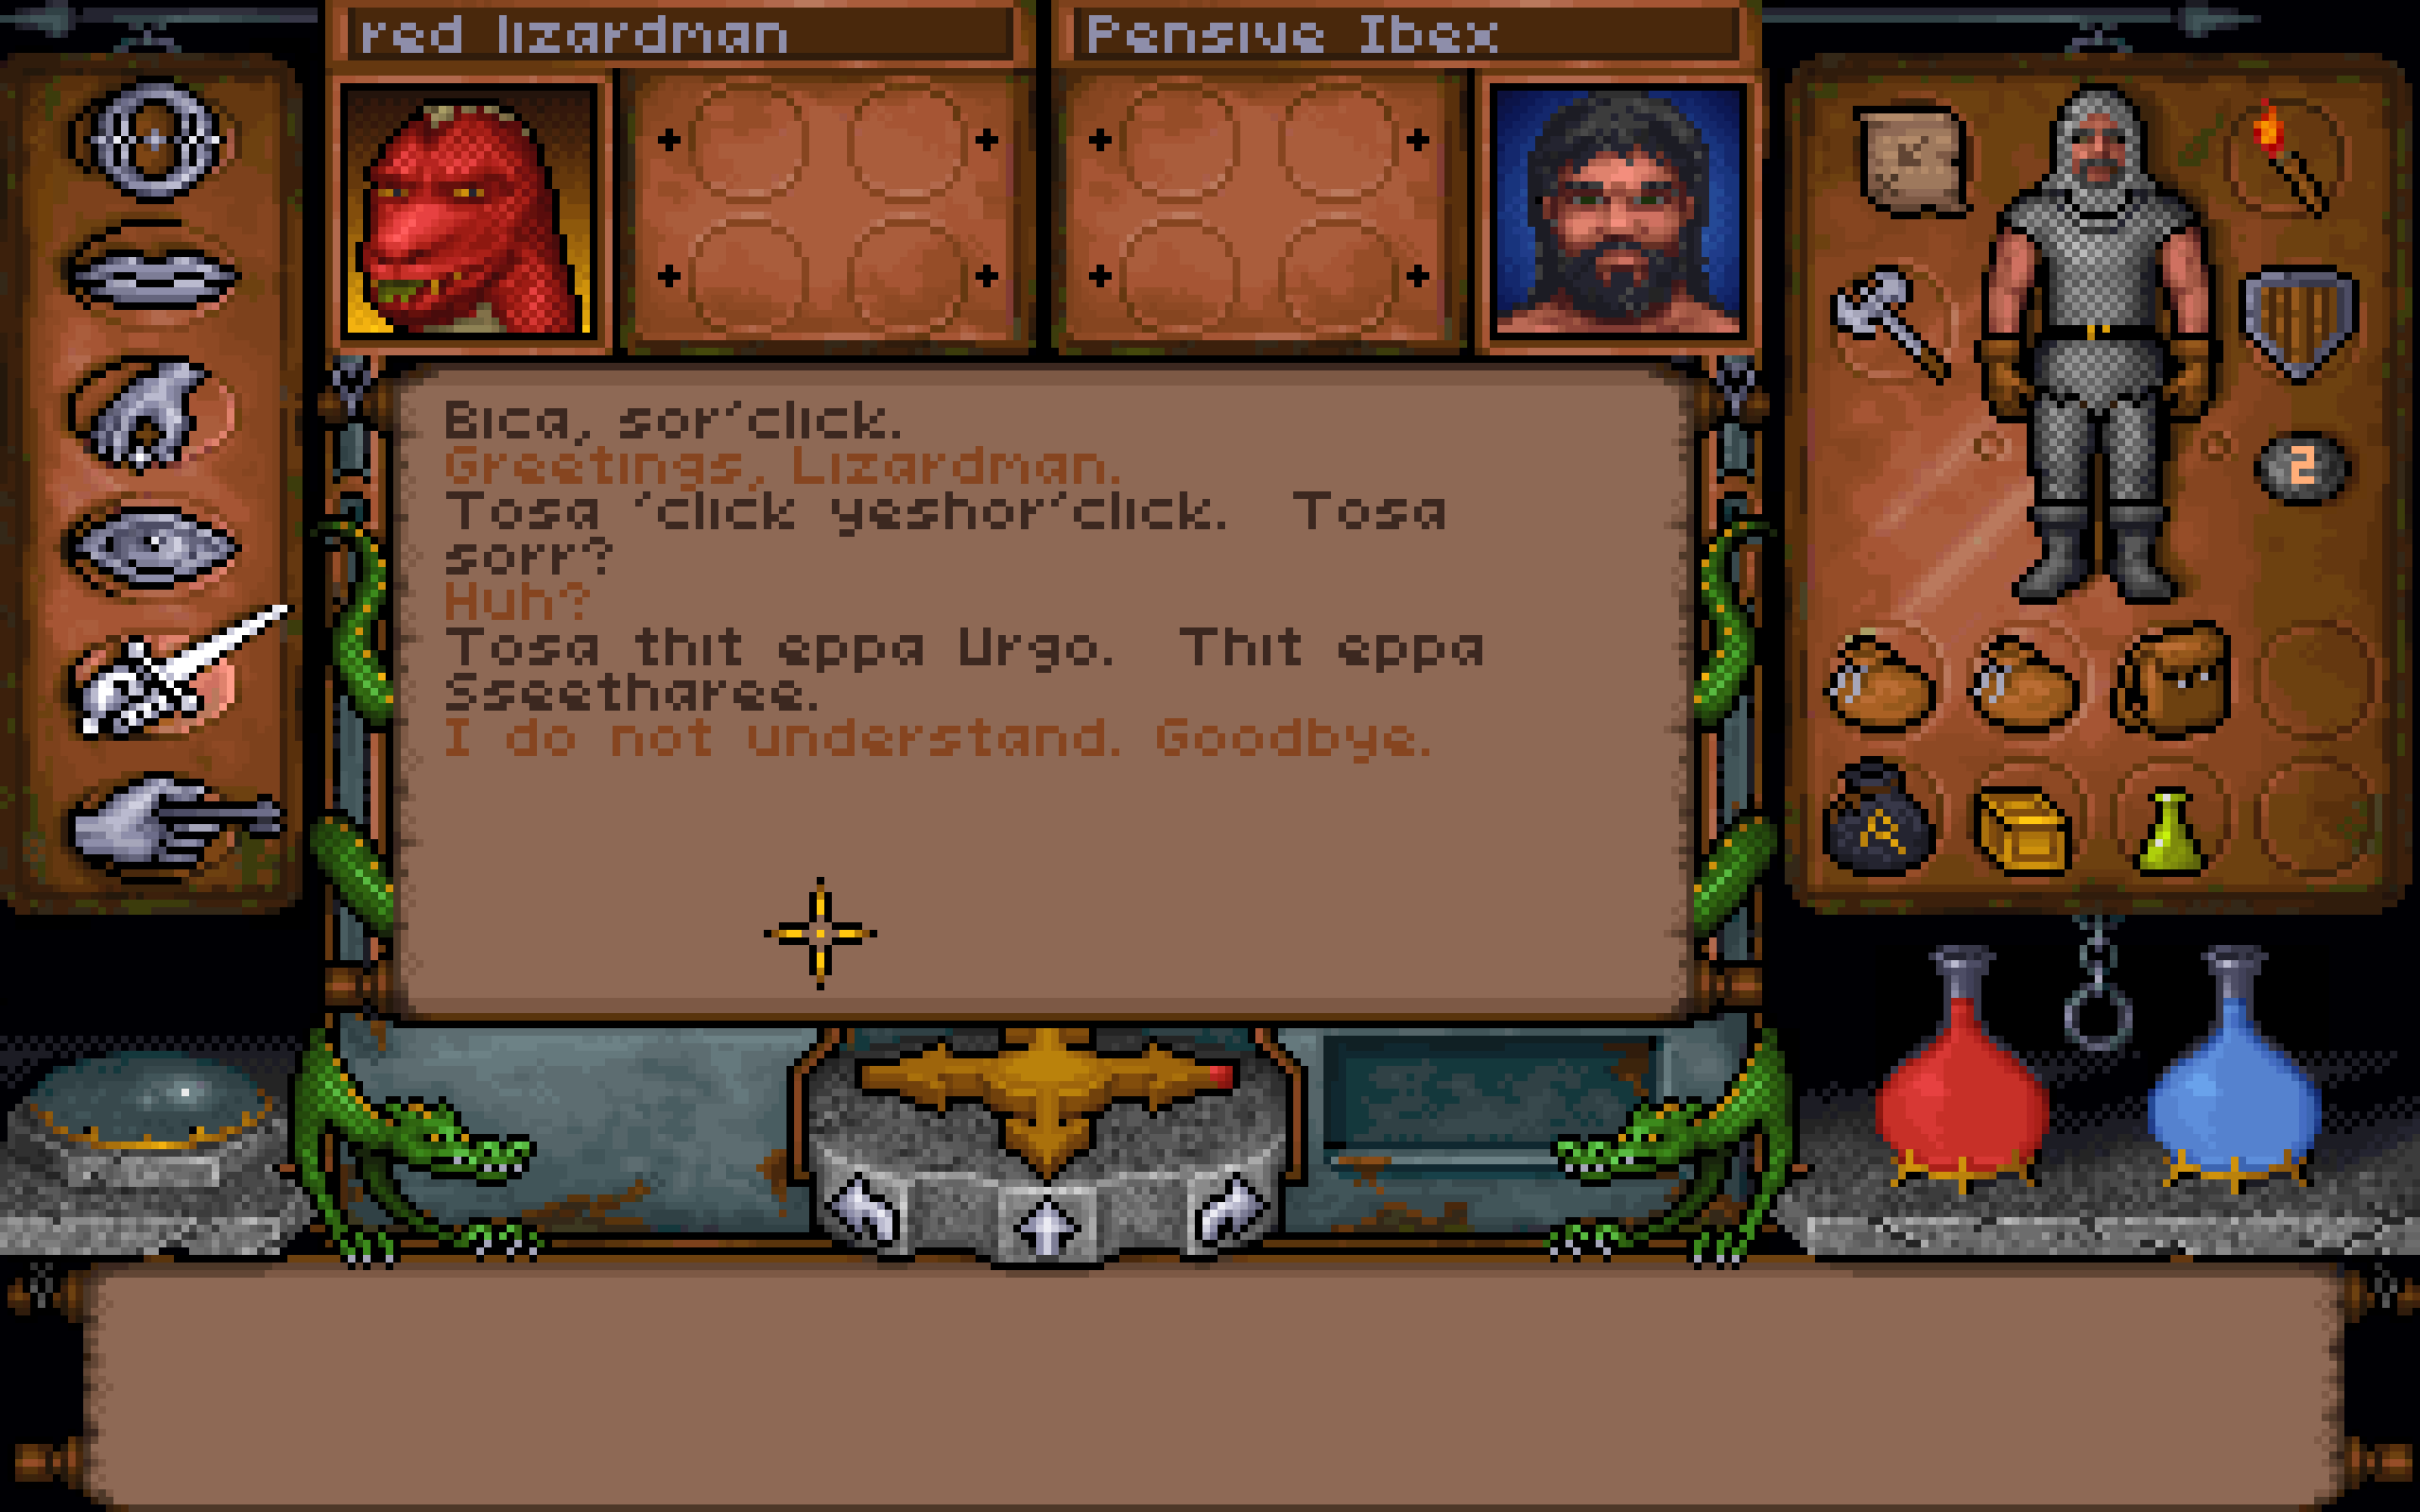 red lizardman
Pensive Ibex
Bica, sor'click.
Greetings, Lizardman.
Tosa 'click yeshor'click.  Tosa
sorr?
Huh?
Tosa thit eppa Urgo.  Thit eppa
Sseetharee.
I do not understand. Goodbye.
2